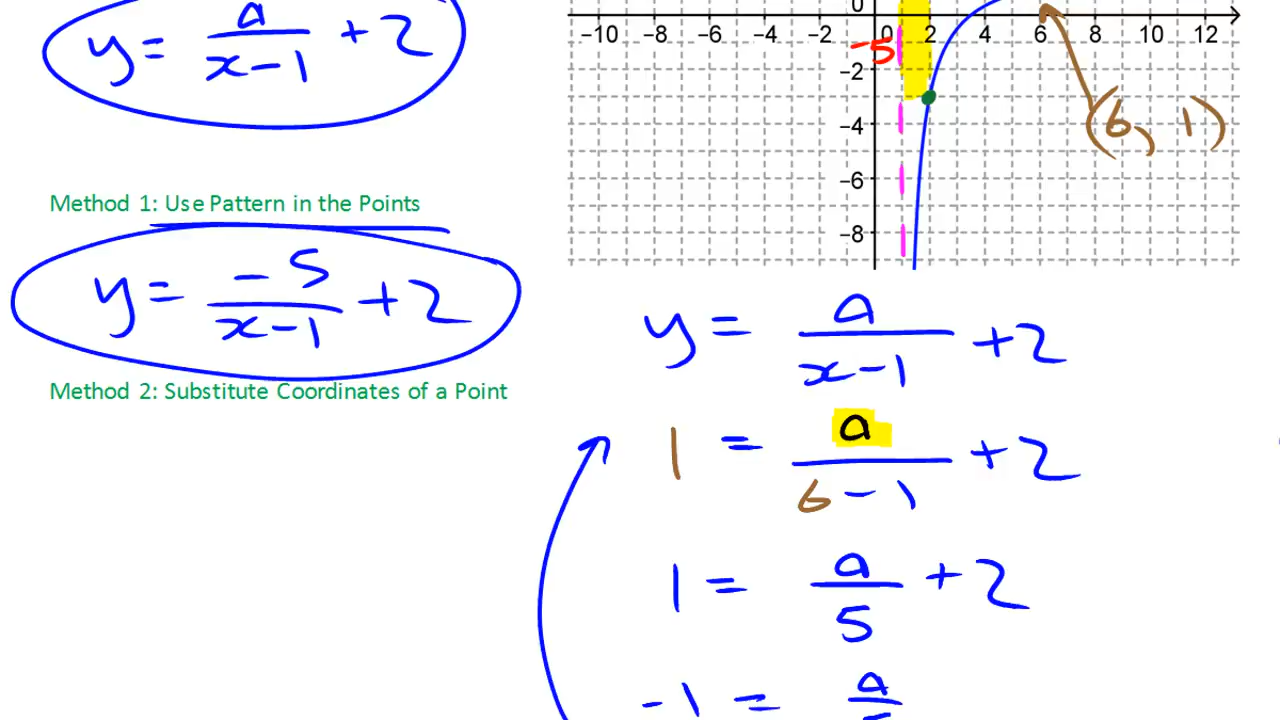 y = a/(x-1) + 2
0
-10 -8 -6 -4 -2 0 2 4 6 8 10 12
-5
-2
-4
(6, 1)
-6
-8
Method 1: Use Pattern in the Points
y = -5/(x-1) + 2
Method 2: Substitute Coordinates of a Point
y = a/(x-1) + 2
1 = a/(6-1) + 2
1 = a/5 + 2
-1 = a/5